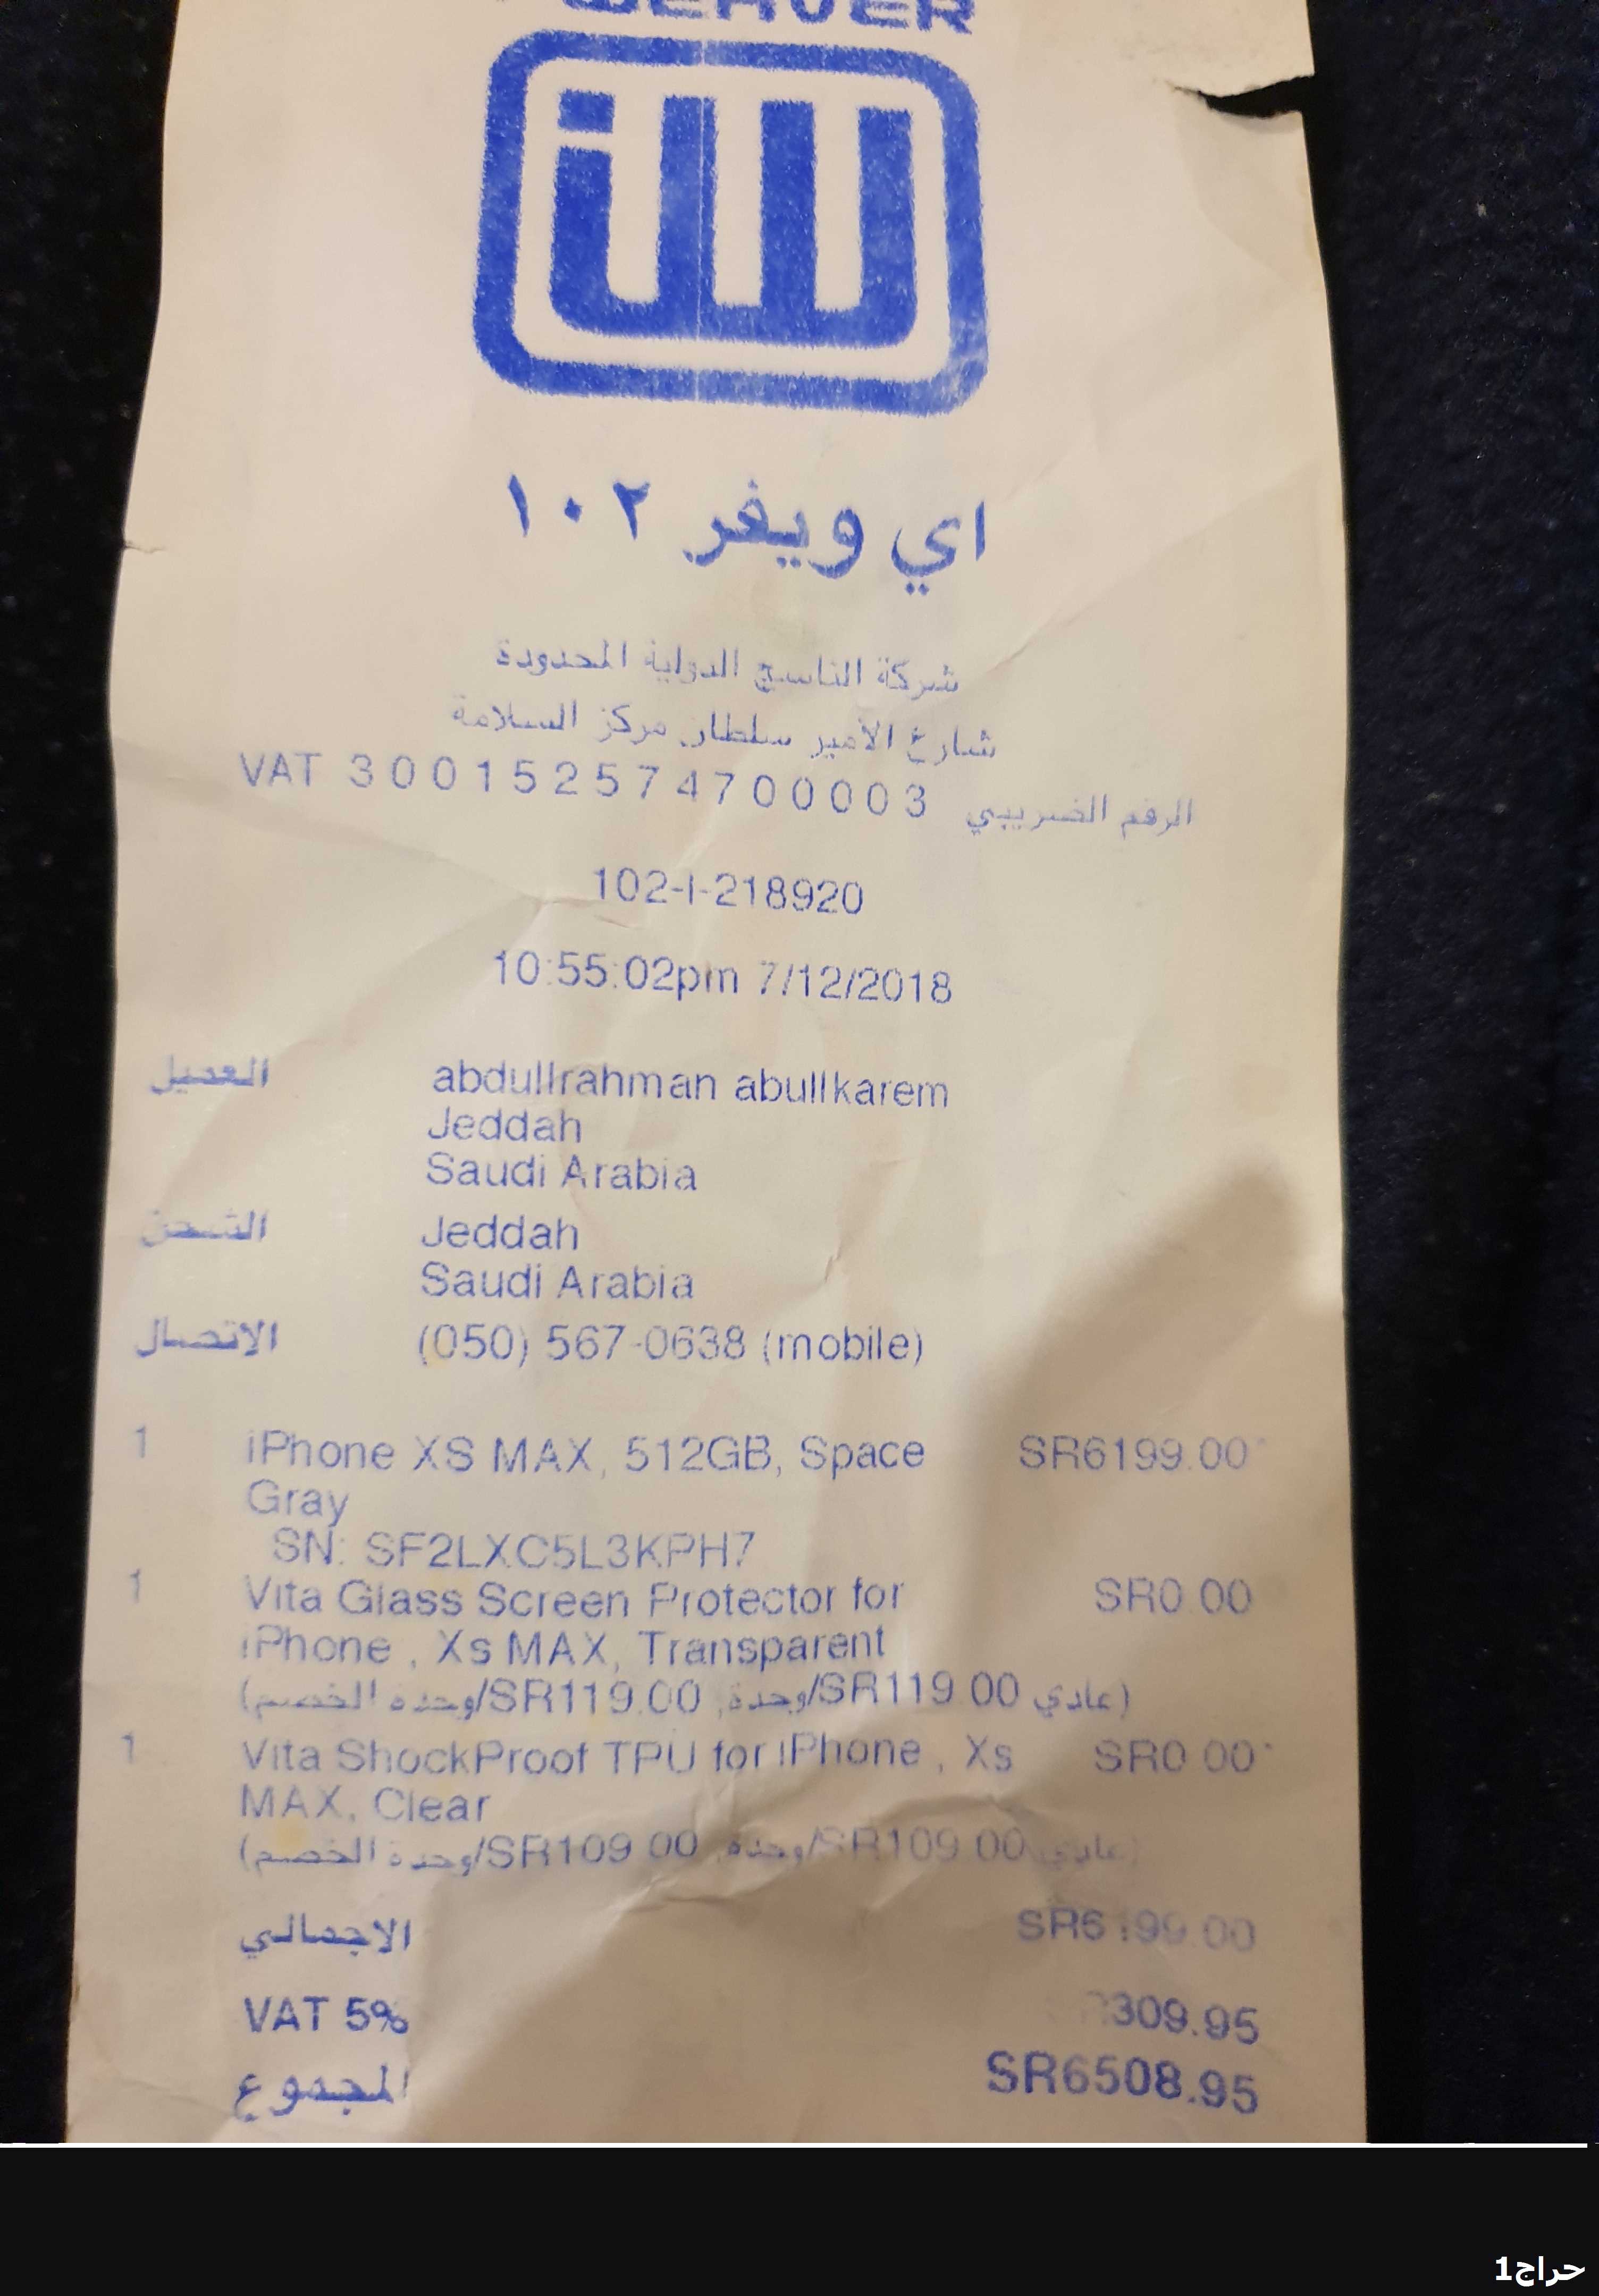 WEAVER
iW
اي ويفر ١٠٢
شركة الناسج الدولية المحدودة
شارع الأمير سلطان مركز السلامة
VAT 300152574700003 الرقم الضريبي
102-I-218920
10:55:02pm 7/12/2018
العميل abdullrahman abullkarem
Jeddah
Saudi Arabia
الشحن Jeddah
Saudi Arabia
الاتصال (050) 567-0638 (mobile)
1 iPhone XS MAX, 512GB, Space SR6199.00*
Gray
SN: SF2LXC5L3KPH7
1 Vita Glass Screen Protector for SR0.00
iPhone , Xs MAX, Transparent
(عادي SR119.00/وحدة, SR119.00/وحدة الخصم)
1 Vita ShockProof TPU for iPhone , Xs SR0.00*
MAX, Clear
(عادي SR109.00/وحدة, SR109.00/وحدة الخصم)
الاجمالي SR6199.00
VAT 5% 309.95
المجموع SR6508.95
حراج1